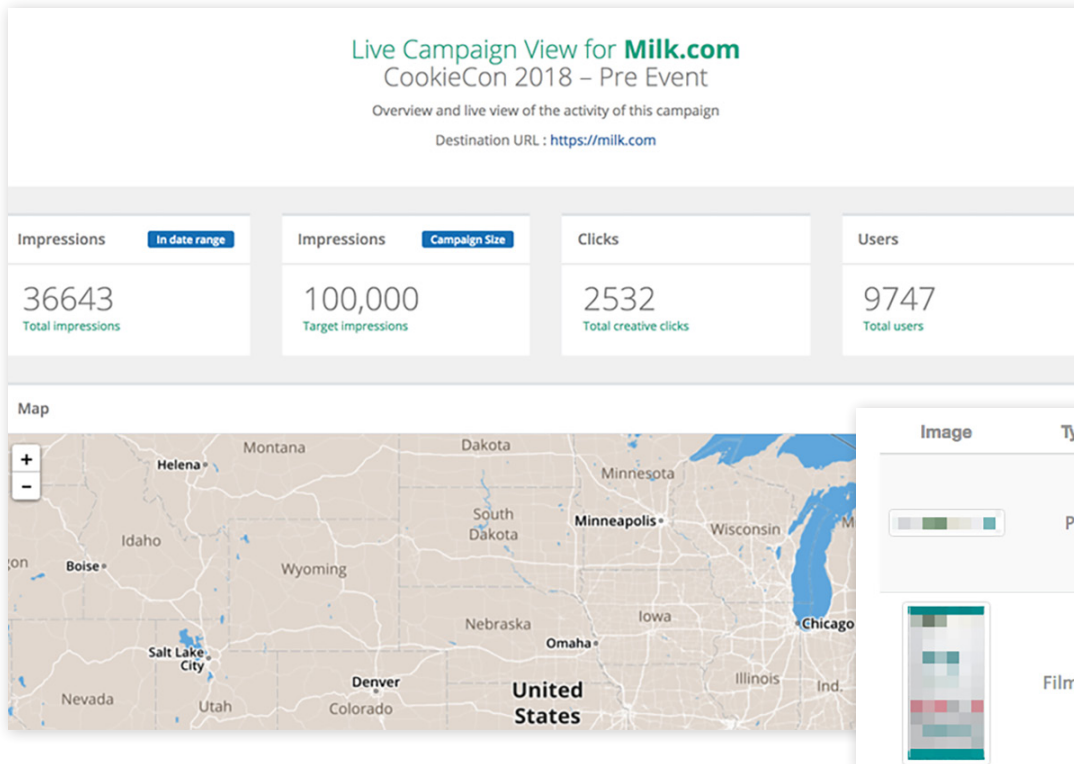 Live Campaign View for Milk.com
CookieCon 2018 – Pre Event
Overview and live view of the activity of this campaign
Destination URL : https://milk.com
Impressions In date range
36643
Total impressions
Impressions Campaign Size
100,000
Target impressions
Clicks
2532
Total creative clicks
Users
9747
Total users
Map
+
−
Montana
Dakota
Helena
Minnesota
South
Dakota
Minneapolis
Wisconsin
Idaho
Boise
Wyoming
Nebraska
Iowa
Chicago
Omaha
Salt Lake
City
Denver
United
States
Illinois
Ind.
Nevada
Utah
Colorado
Image
Film